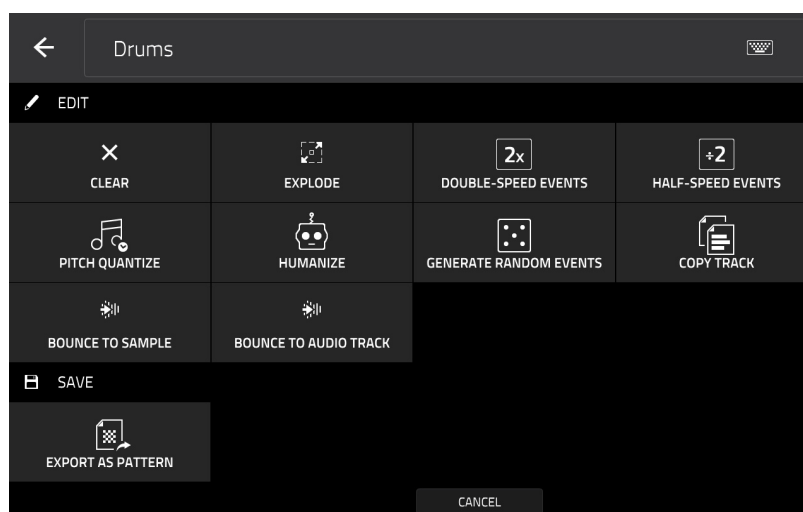 Drums
EDIT
CLEAR
EXPLODE
2x
DOUBLE-SPEED EVENTS
÷2
HALF-SPEED EVENTS
PITCH QUANTIZE
HUMANIZE
GENERATE RANDOM EVENTS
COPY TRACK
BOUNCE TO SAMPLE
BOUNCE TO AUDIO TRACK
SAVE
EXPORT AS PATTERN
CANCEL